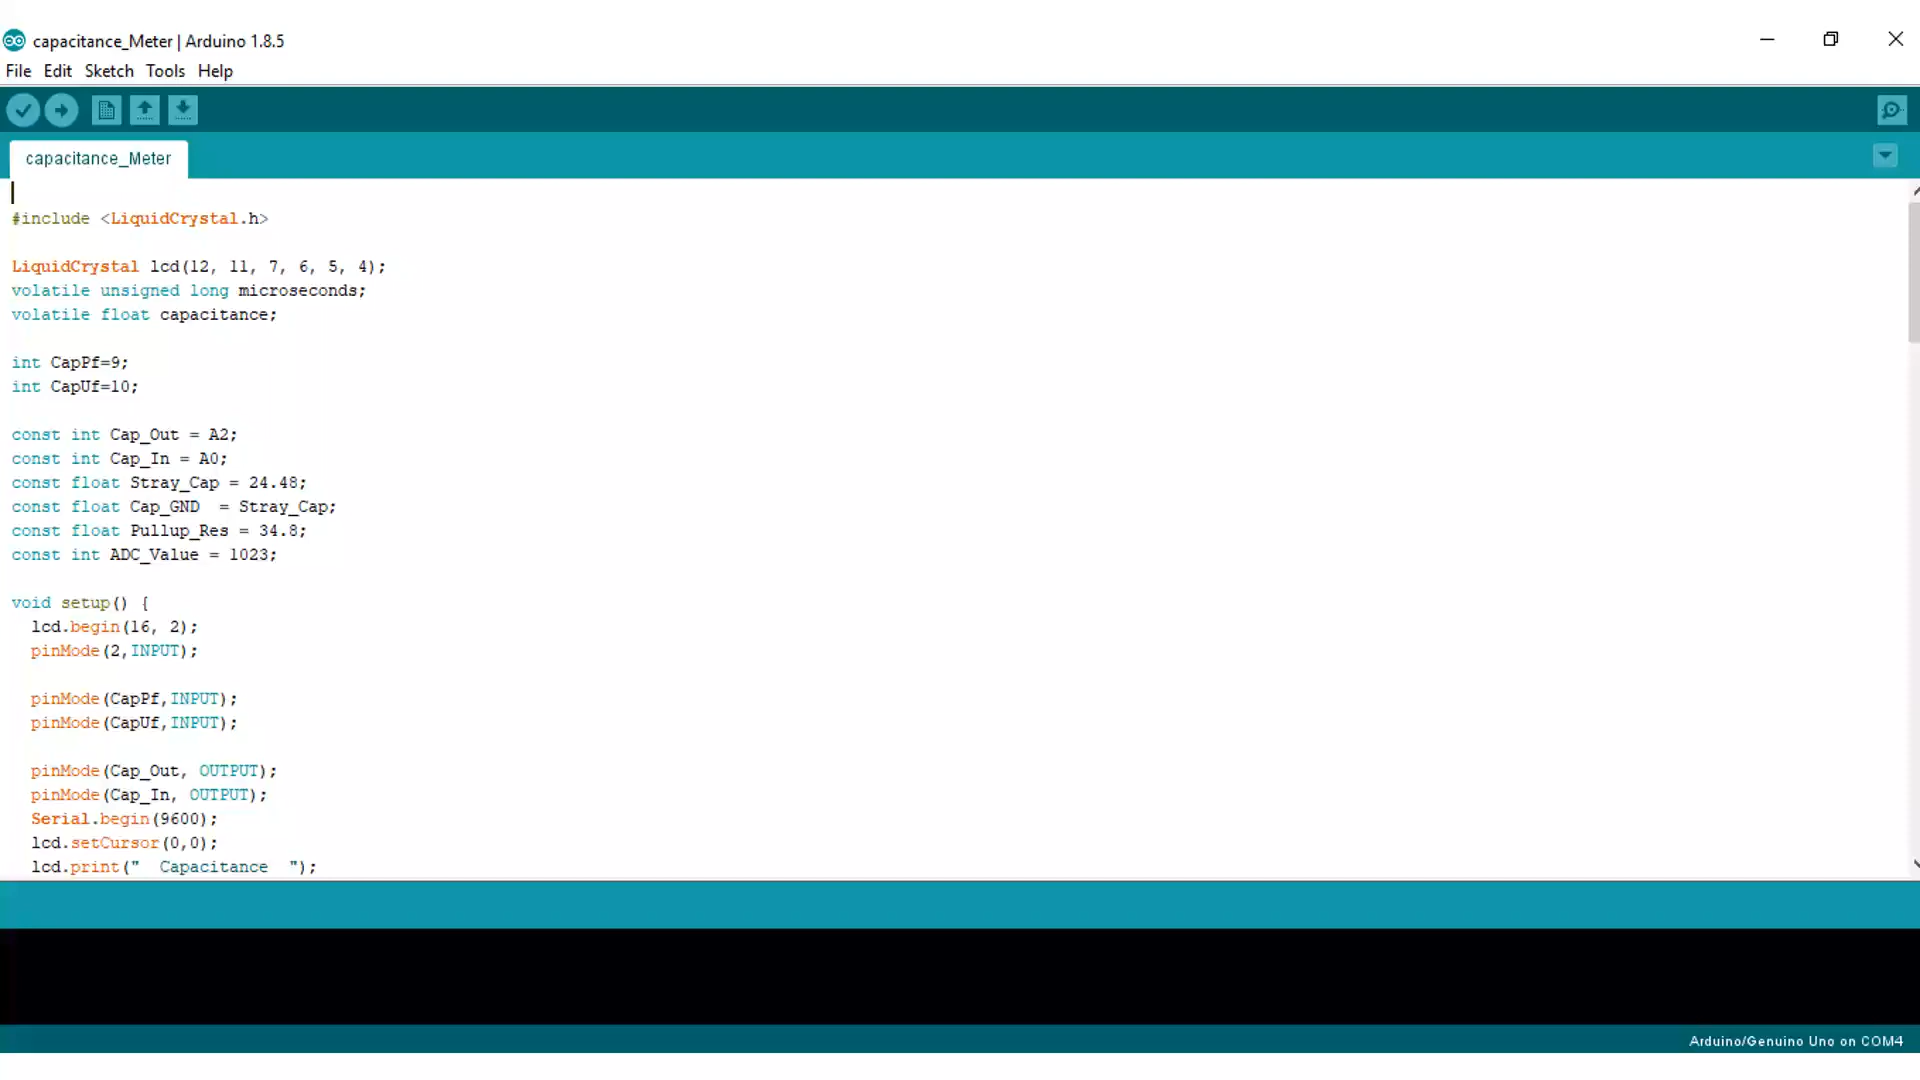 capacitance_Meter | Arduino 1.8.5
File Edit Sketch Tools Help
capacitance_Meter
#include <LiquidCrystal.h>
LiquidCrystal lcd(12, 11, 7, 6, 5, 4);
volatile unsigned long microseconds;
volatile float capacitance;
int CapPf=9;
int CapUf=10;
const int Cap_Out = A2;
const int Cap_In = A0;
const float Stray_Cap = 24.48;
const float Cap_GND  = Stray_Cap;
const float Pullup_Res = 34.8;
const int ADC_Value = 1023;
void setup() {
  lcd.begin(16, 2);
  pinMode(2,INPUT);
  pinMode(CapPf,INPUT);
  pinMode(CapUf,INPUT);
  pinMode(Cap_Out, OUTPUT);
  pinMode(Cap_In, OUTPUT);
  Serial.begin(9600);
  lcd.setCursor(0,0);
  lcd.print("  Capacitance  ");
Arduino/Genuino Uno on COM4